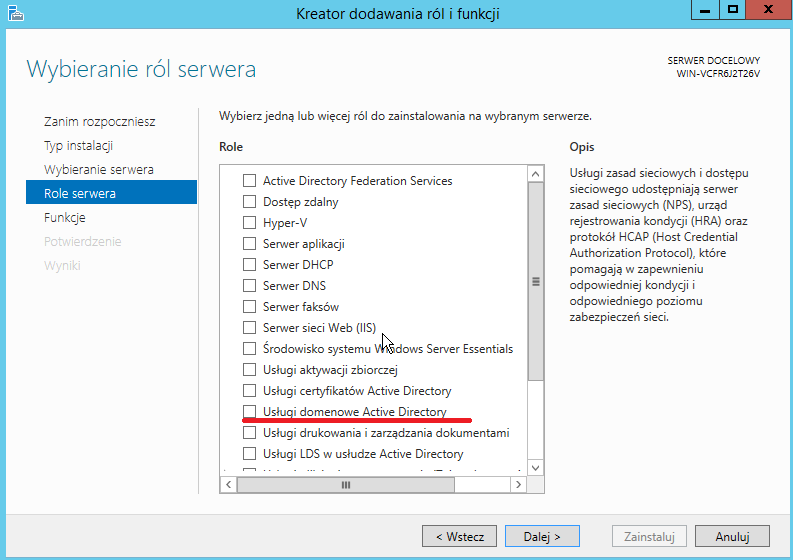 Kreator dodawania ról i funkcji
Wybieranie ról serwera
SERWER DOCELOWY
WIN-VCFR6J2T26V
Zanim rozpoczniesz
Typ instalacji
Wybieranie serwera
Role serwera
Funkcje
Potwierdzenie
Wyniki
Wybierz jedną lub więcej ról do zainstalowania na wybranym serwerze.
Role
Active Directory Federation Services
Dostęp zdalny
Hyper-V
Serwer aplikacji
Serwer DHCP
Serwer DNS
Serwer faksów
Serwer sieci Web (IIS)
Środowisko systemu Windows Server Essentials
Usługi aktywacji zbiorczej
Usługi certyfikatów Active Directory
Usługi domenowe Active Directory
Usługi drukowania i zarządzania dokumentami
Usługi LDS w usłudze Active Directory
Opis
Usługi zasad sieciowych i dostępu
sieciowego udostępniają serwer
zasad sieciowych (NPS), urząd
rejestrowania kondycji (HRA) oraz
protokół HCAP (Host Credential
Authorization Protocol), które
pomagają w zapewnieniu
odpowiedniej kondycji i
odpowiedniego poziomu
zabezpieczeń sieci.
< Wstecz
Dalej >
Zainstaluj
Anuluj